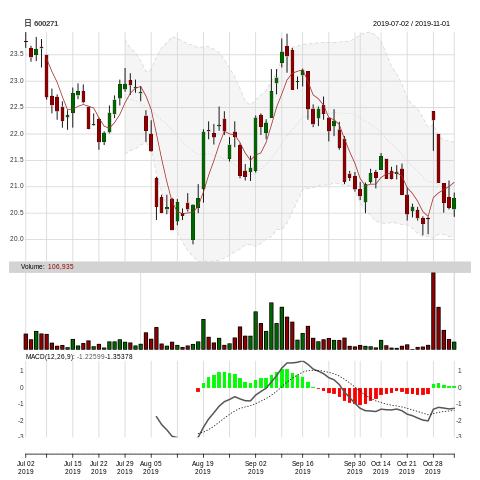 日 600271 2019-07-02 / 2019-11-01
23.5
23.0
22.5
22.0
21.5
21.0
20.5
20.0
Volume: 106,935
MACD(12,26,9): -1.22599-1.35378
1 1
0 0
-1 -1
-2 -2
-3 -3
Jul 02 Jul 15 Jul 22 Jul 29 Aug 05 Aug 19 Sep 02 Sep 16 Sep 30 Oct 14 Oct 21 Oct 28
2019 2019 2019 2019 2019 2019 2019 2019 2019 2019 2019 2019